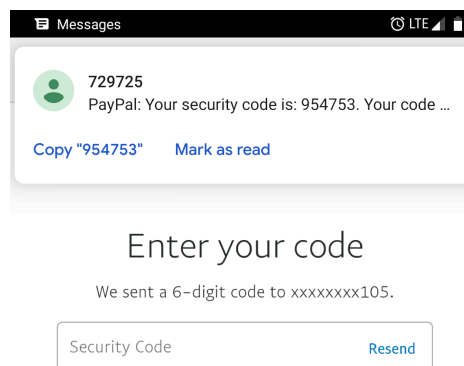 Messages LTE
729725
PayPal: Your security code is: 954753. Your code ...
Copy "954753" Mark as read
Enter your code
We sent a 6-digit code to xxxxxxxx105.
Security Code Resend